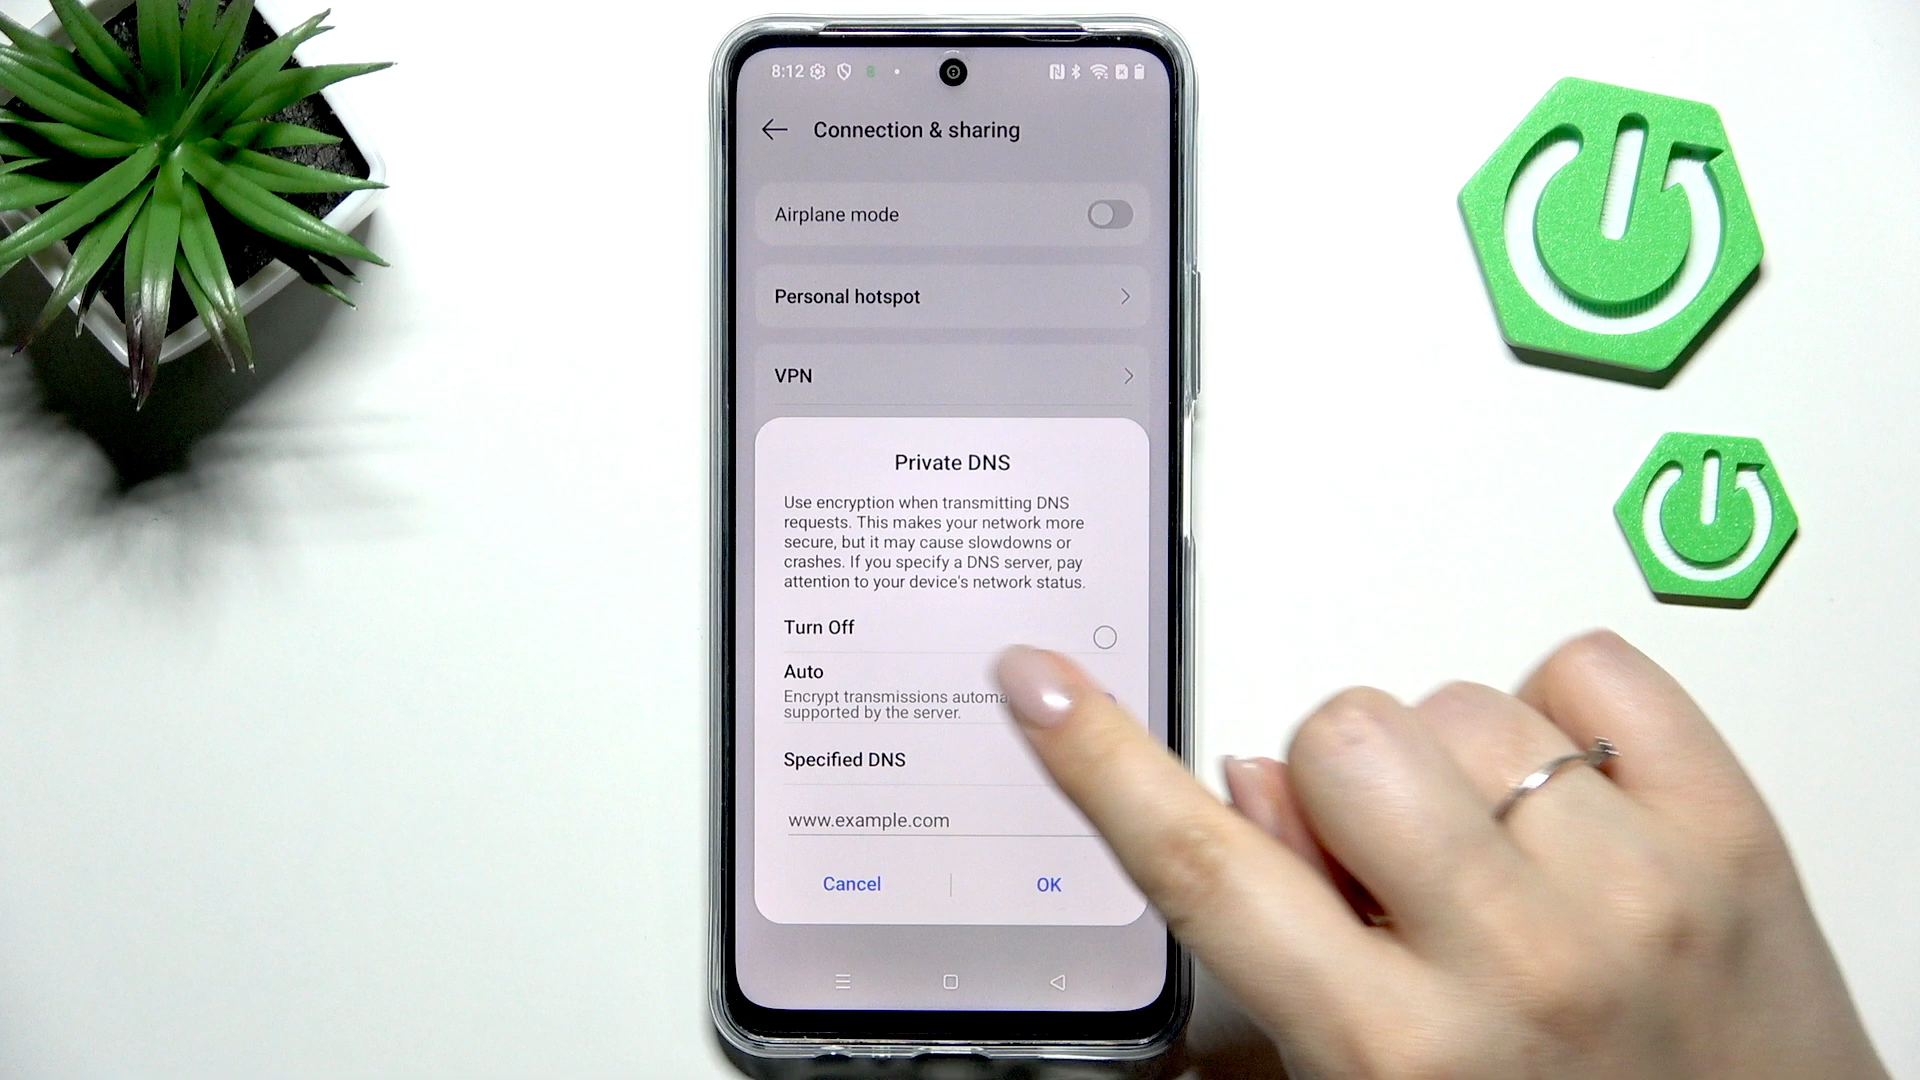 8:12
Connection & sharing
Airplane mode
Personal hotspot
VPN
Private DNS
Use encryption when transmitting DNS
requests. This makes your network more
secure, but it may cause slowdowns or
crashes. If you specify a DNS server, pay
attention to your device's network status.
Turn Off
Auto
Encrypt transmissions
supported by the server.
Specified DNS
www.example.com
Cancel
OK